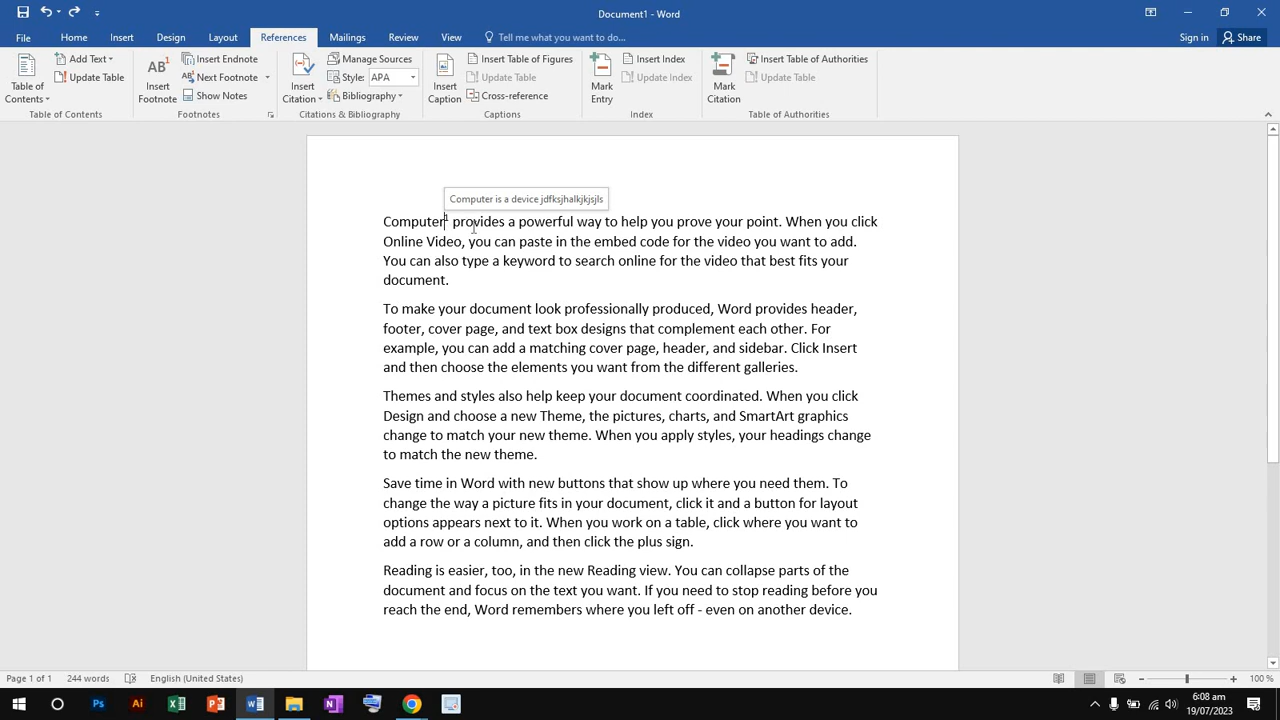 Document1 - Word
File Home Insert Design Layout References Mailings Review View Tell me what you want to do... Sign in Share
Table of Contents
Add Text
Update Table
Table of Contents
AB1
Insert Footnote
Insert Endnote
Next Footnote
Show Notes
Footnotes
Insert Citation
Manage Sources
Style: APA
Bibliography
Citations & Bibliography
Insert Caption
Insert Table of Figures
Update Table
Cross-reference
Captions
Mark Entry
Insert Index
Update Index
Index
Mark Citation
Insert Table of Authorities
Update Table
Table of Authorities
Computer is a device jdfksjhalkjkjsjls
Computer1 provides a powerful way to help you prove your point. When you click
Online Video, you can paste in the embed code for the video you want to add.
You can also type a keyword to search online for the video that best fits your
document.
To make your document look professionally produced, Word provides header,
footer, cover page, and text box designs that complement each other. For
example, you can add a matching cover page, header, and sidebar. Click Insert
and then choose the elements you want from the different galleries.
Themes and styles also help keep your document coordinated. When you click
Design and choose a new Theme, the pictures, charts, and SmartArt graphics
change to match your new theme. When you apply styles, your headings change
to match the new theme.
Save time in Word with new buttons that show up where you need them. To
change the way a picture fits in your document, click it and a button for layout
options appears next to it. When you work on a table, click where you want to
add a row or a column, and then click the plus sign.
Reading is easier, too, in the new Reading view. You can collapse parts of the
document and focus on the text you want. If you need to stop reading before you
reach the end, Word remembers where you left off - even on another device.
Page 1 of 1 244 words English (United States) 100 %
Ps Ai
6:08 am
19/07/2023